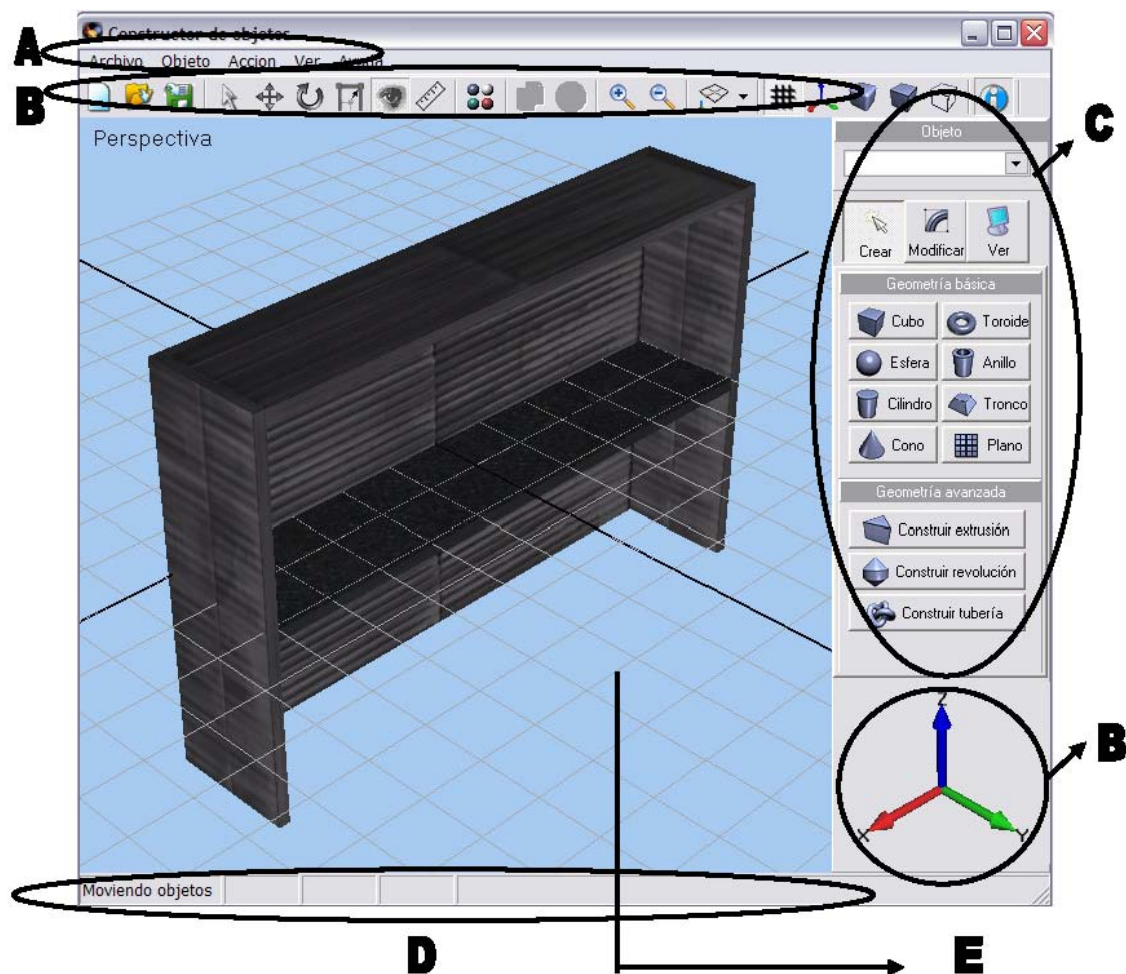 Constructor de objetos
A
Archivo Objeto Accion Ver Ayuda
B
Perspectiva
Objeto
C
Crear Modificar Ver
Geometría básica
Cubo Toroide
Esfera Anillo
Cilindro Tronco
Cono Plano
Geometría avanzada
Construir extrusión
Construir revolución
Construir tubería
Z
B
X Y
Moviendo objetos
D E